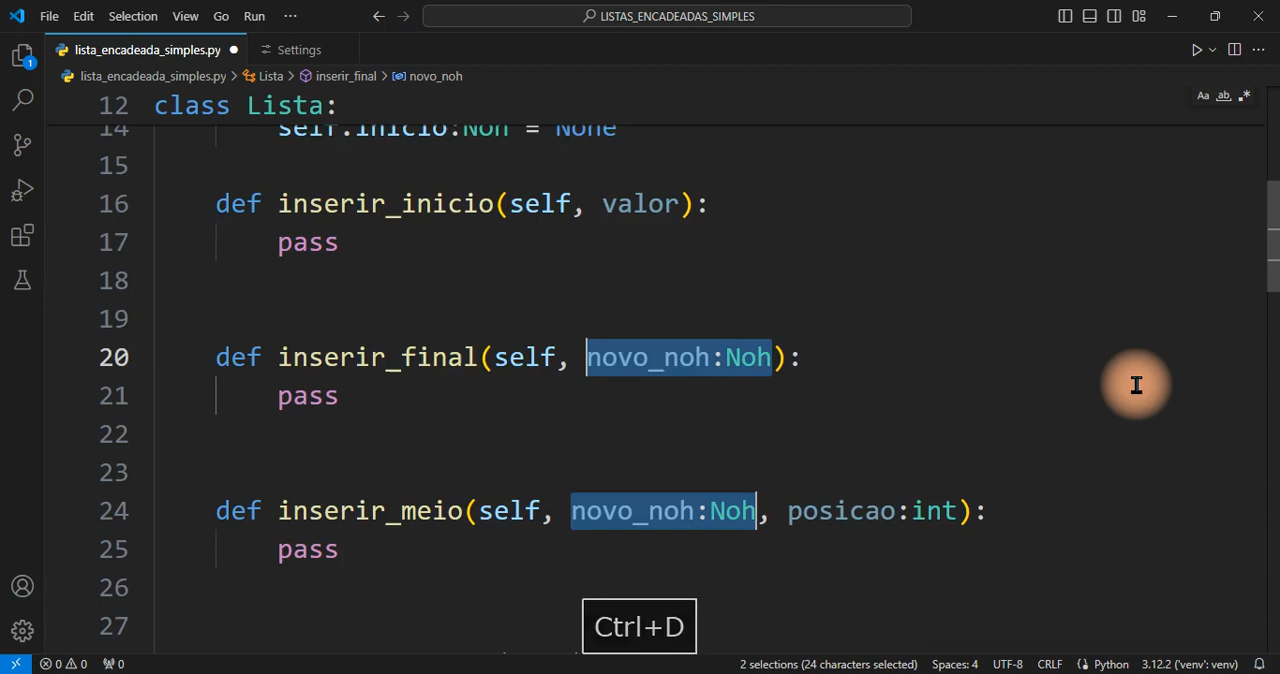 File Edit Selection View Go Run ···
LISTAS_ENCADEADAS_SIMPLES
1
lista_encadeada_simples.py Settings
lista_encadeada_simples.py > Lista > inserir_final > novo_noh
Aa ab .*
12 class Lista:
14 self.inicio:Noh = None
15
16 def inserir_inicio(self, valor):
17 pass
18
19
20 def inserir_final(self, novo_noh:Noh):
21 pass
22
23
24 def inserir_meio(self, novo_noh:Noh, posicao:int):
25 pass
26
27
Ctrl+D
0 0 0 2 selections (24 characters selected) Spaces: 4 UTF-8 CRLF Python 3.12.2 ('venv': venv)